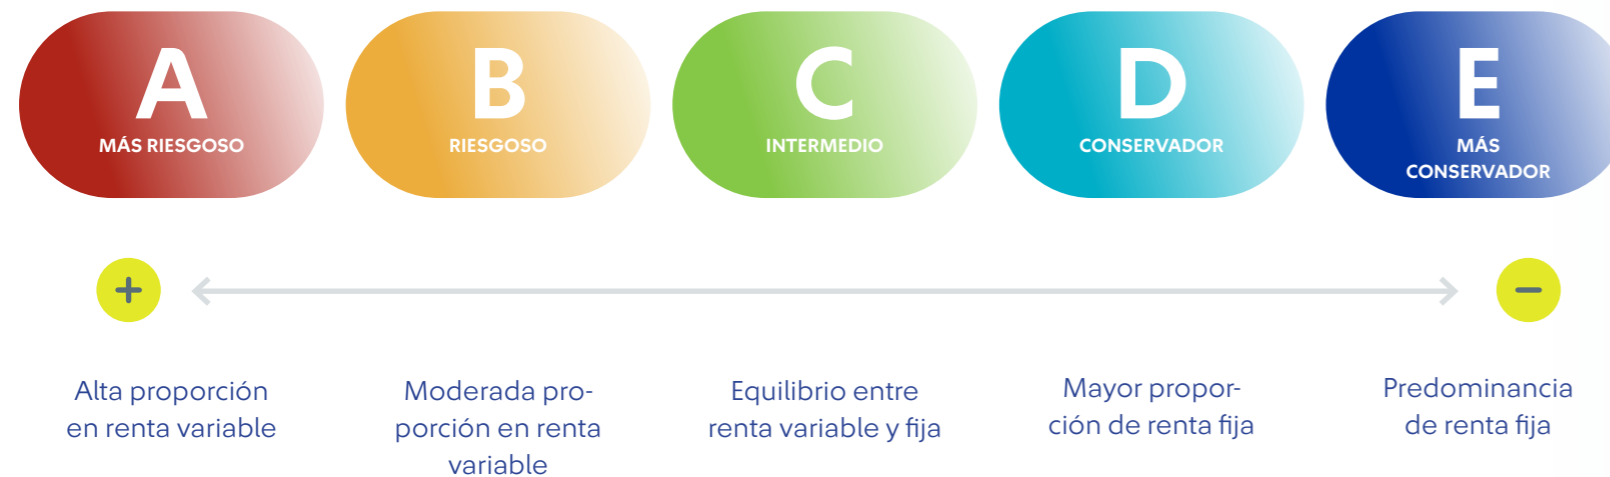 A
MÁS RIESGOSO
B
RIESGOSO
C
INTERMEDIO
D
CONSERVADOR
E
MÁS
CONSERVADOR
+
−
Alta proporción
en renta variable
Moderada pro-
porción en renta
variable
Equilibrio entre
renta variable y fija
Mayor propor-
ción de renta fija
Predominancia
de renta fija